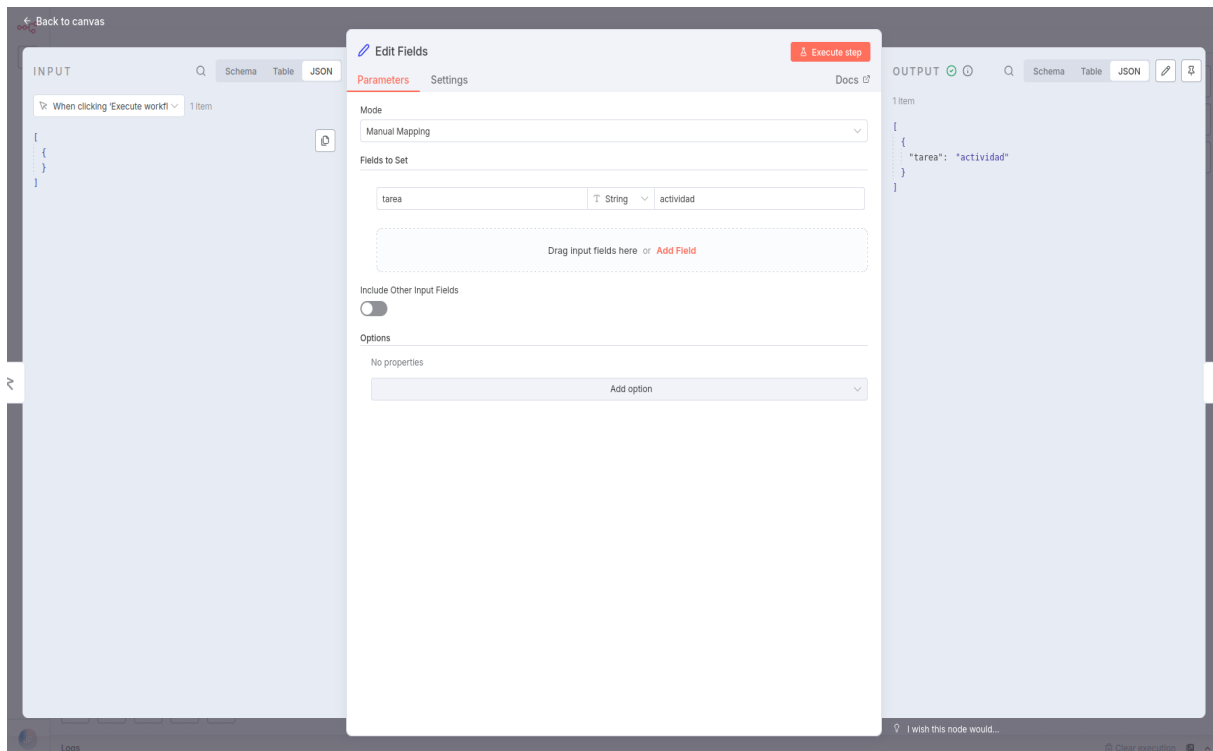 Back to canvas
Edit Fields
Execute step
INPUT
Schema Table JSON
Parameters Settings
Docs
OUTPUT
Schema Table JSON
When clicking 'Execute workfl
1 item
1 item
Mode
Manual Mapping
[
{
}
]
[
{
"tarea": "actividad"
}
]
Fields to Set
tarea
String
actividad
Drag input fields here or Add Field
Include Other Input Fields
Options
No properties
Add option
I wish this node would...
Logs
Clear execution